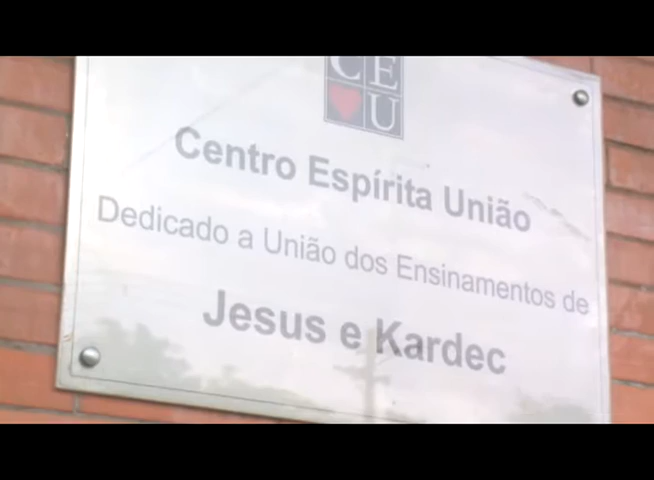 CE
U
Centro Espírita União
Dedicado a União dos Ensinamentos de
Jesus e Kardec